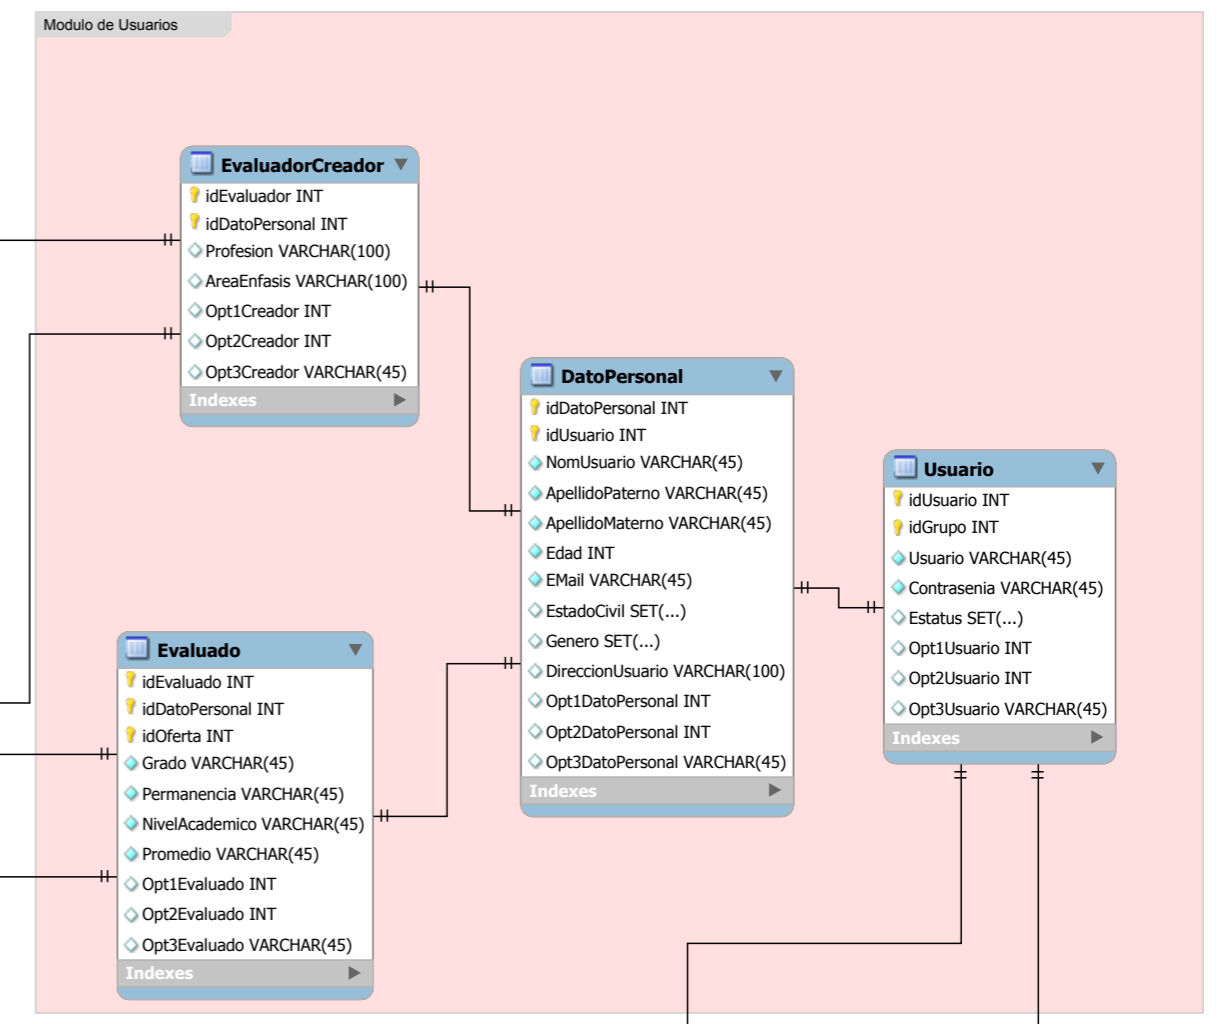 Modulo de Usuarios
EvaluadorCreador
idEvaluador INT
idDatoPersonal INT
Profesion VARCHAR(100)
AreaEnfasis VARCHAR(100)
Opt1Creador INT
Opt2Creador INT
Opt3Creador VARCHAR(45)
Indexes
DatoPersonal
idDatoPersonal INT
idUsuario INT
NomUsuario VARCHAR(45)
ApellidoPaterno VARCHAR(45)
ApellidoMaterno VARCHAR(45)
Edad INT
EMail VARCHAR(45)
EstadoCivil SET(...)
Genero SET(...)
DireccionUsuario VARCHAR(100)
Opt1DatoPersonal INT
Opt2DatoPersonal INT
Opt3DatoPersonal VARCHAR(45)
Indexes
Usuario
idUsuario INT
idGrupo INT
Usuario VARCHAR(45)
Contrasenia VARCHAR(45)
Estatus SET(...)
Opt1Usuario INT
Opt2Usuario INT
Opt3Usuario VARCHAR(45)
Indexes
Evaluado
idEvaluado INT
idDatoPersonal INT
idOferta INT
Grado VARCHAR(45)
Permanencia VARCHAR(45)
NivelAcademico VARCHAR(45)
Promedio VARCHAR(45)
Opt1Evaluado INT
Opt2Evaluado INT
Opt3Evaluado VARCHAR(45)
Indexes